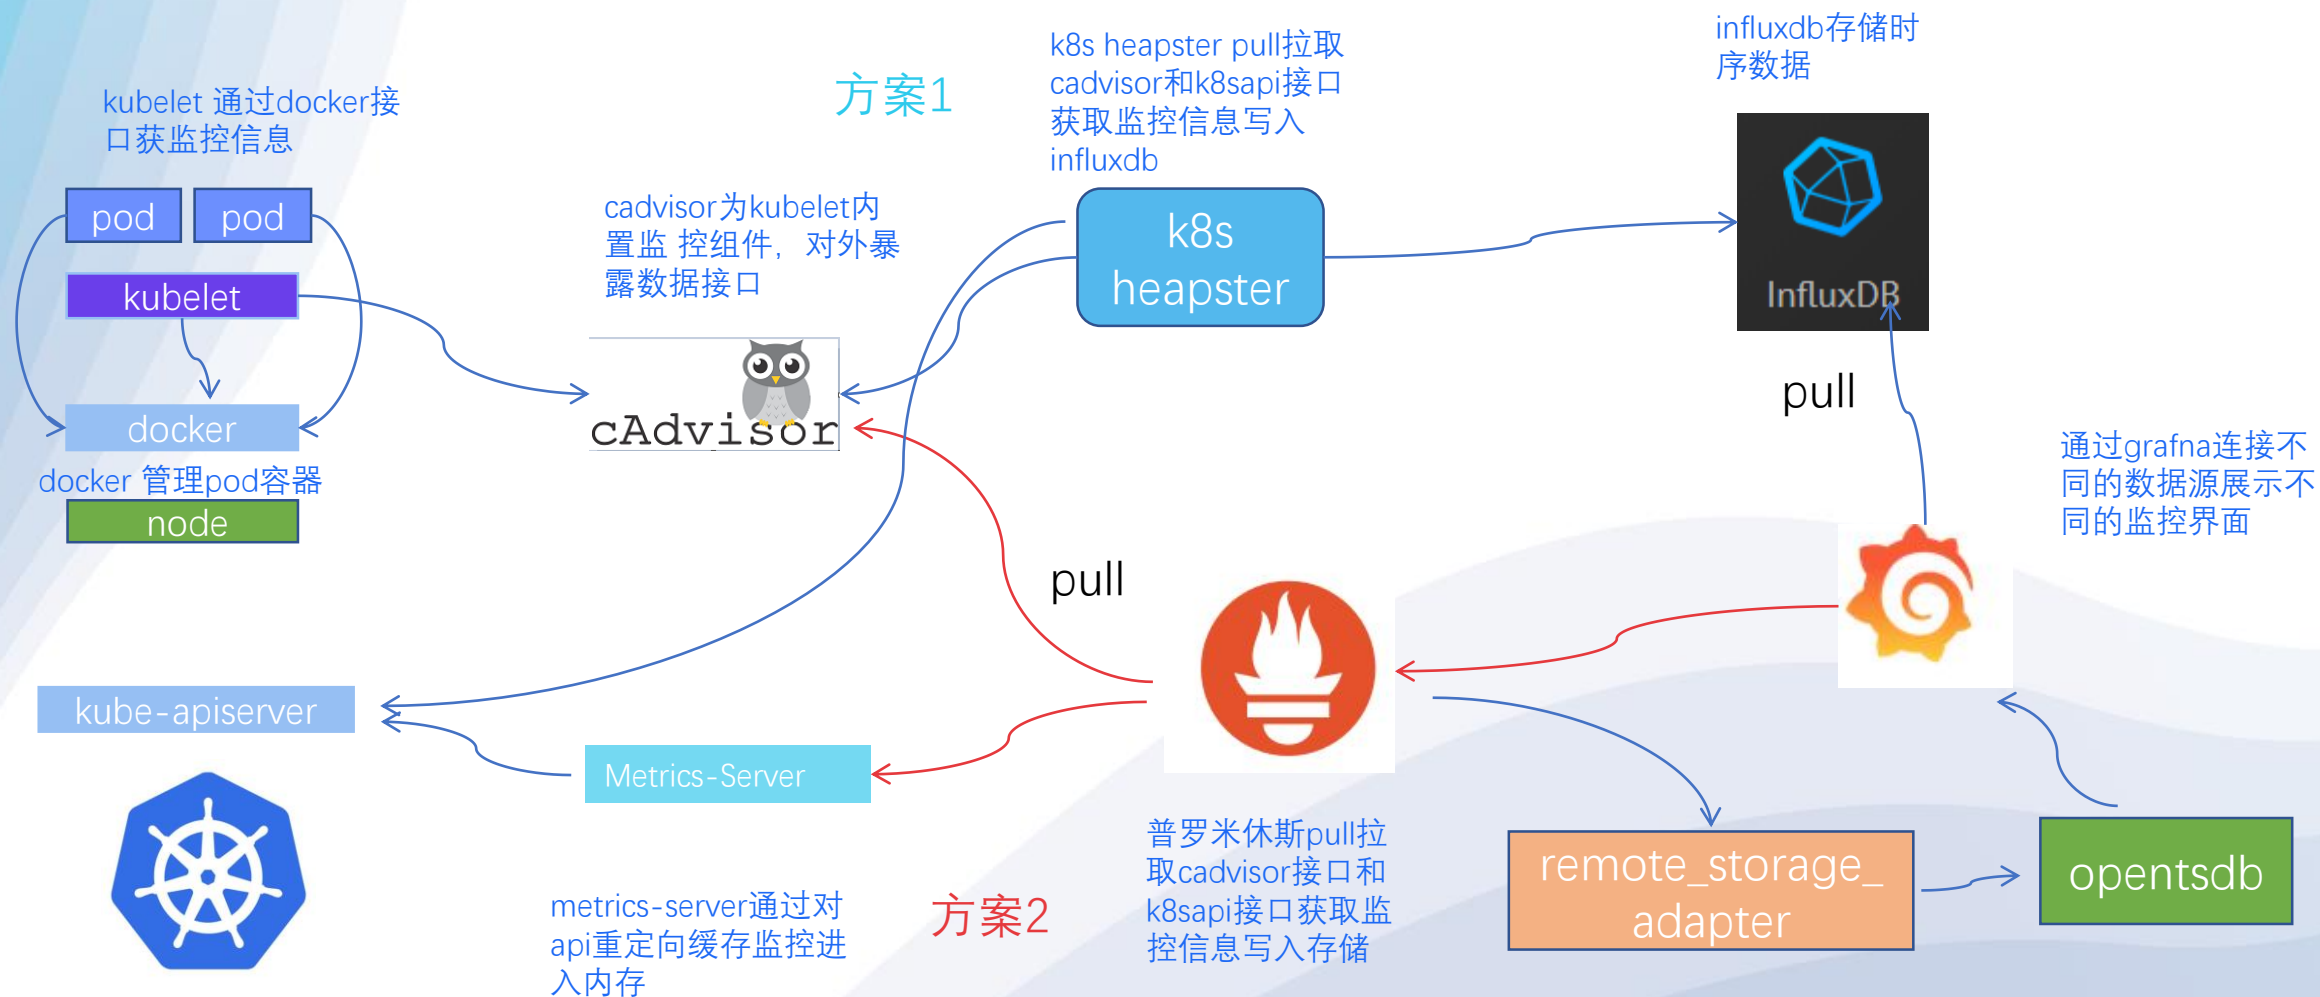 kubelet 通过docker接
口获监控信息
pod
pod
kubelet
docker
docker 管理pod容器
node
方案1
cadvisor为kubelet内
置监 控组件，对外暴
露数据接口
cAdvisor
k8s heapster pull拉取
cadvisor和k8sapi接口
获取监控信息写入
influxdb
k8s
heapster
influxdb存储时
序数据
InfluxDB
pull
通过grafna连接不
同的数据源展示不
同的监控界面
pull
kube-apiserver
Metrics-Server
metrics-server通过对
api重定向缓存监控进
入内存
方案2
普罗米休斯pull拉
取cadvisor接口和
k8sapi接口获取监
控信息写入存储
remote_storage_
adapter
opentsdb